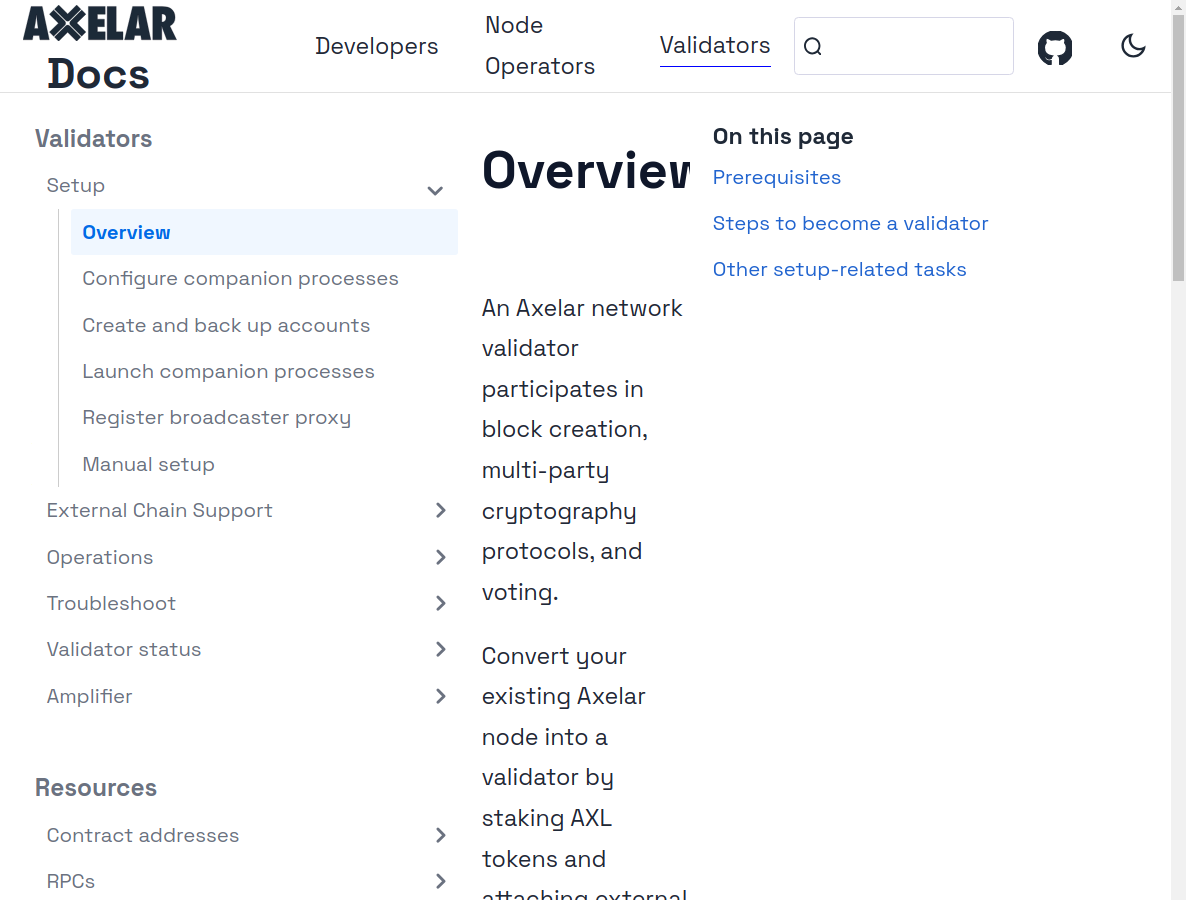 AXELAR
Docs
Developers
Node
Operators
Validators
Validators
Setup
Overview
Configure companion processes
Create and back up accounts
Launch companion processes
Register broadcaster proxy
Manual setup
External Chain Support
Operations
Troubleshoot
Validator status
Amplifier
Resources
Contract addresses
RPCs
Overview
An Axelar network
validator
participates in
block creation,
multi-party
cryptography
protocols, and
voting.
Convert your
existing Axelar
node into a
validator by
staking AXL
tokens and
attaching external
On this page
Prerequisites
Steps to become a validator
Other setup-related tasks